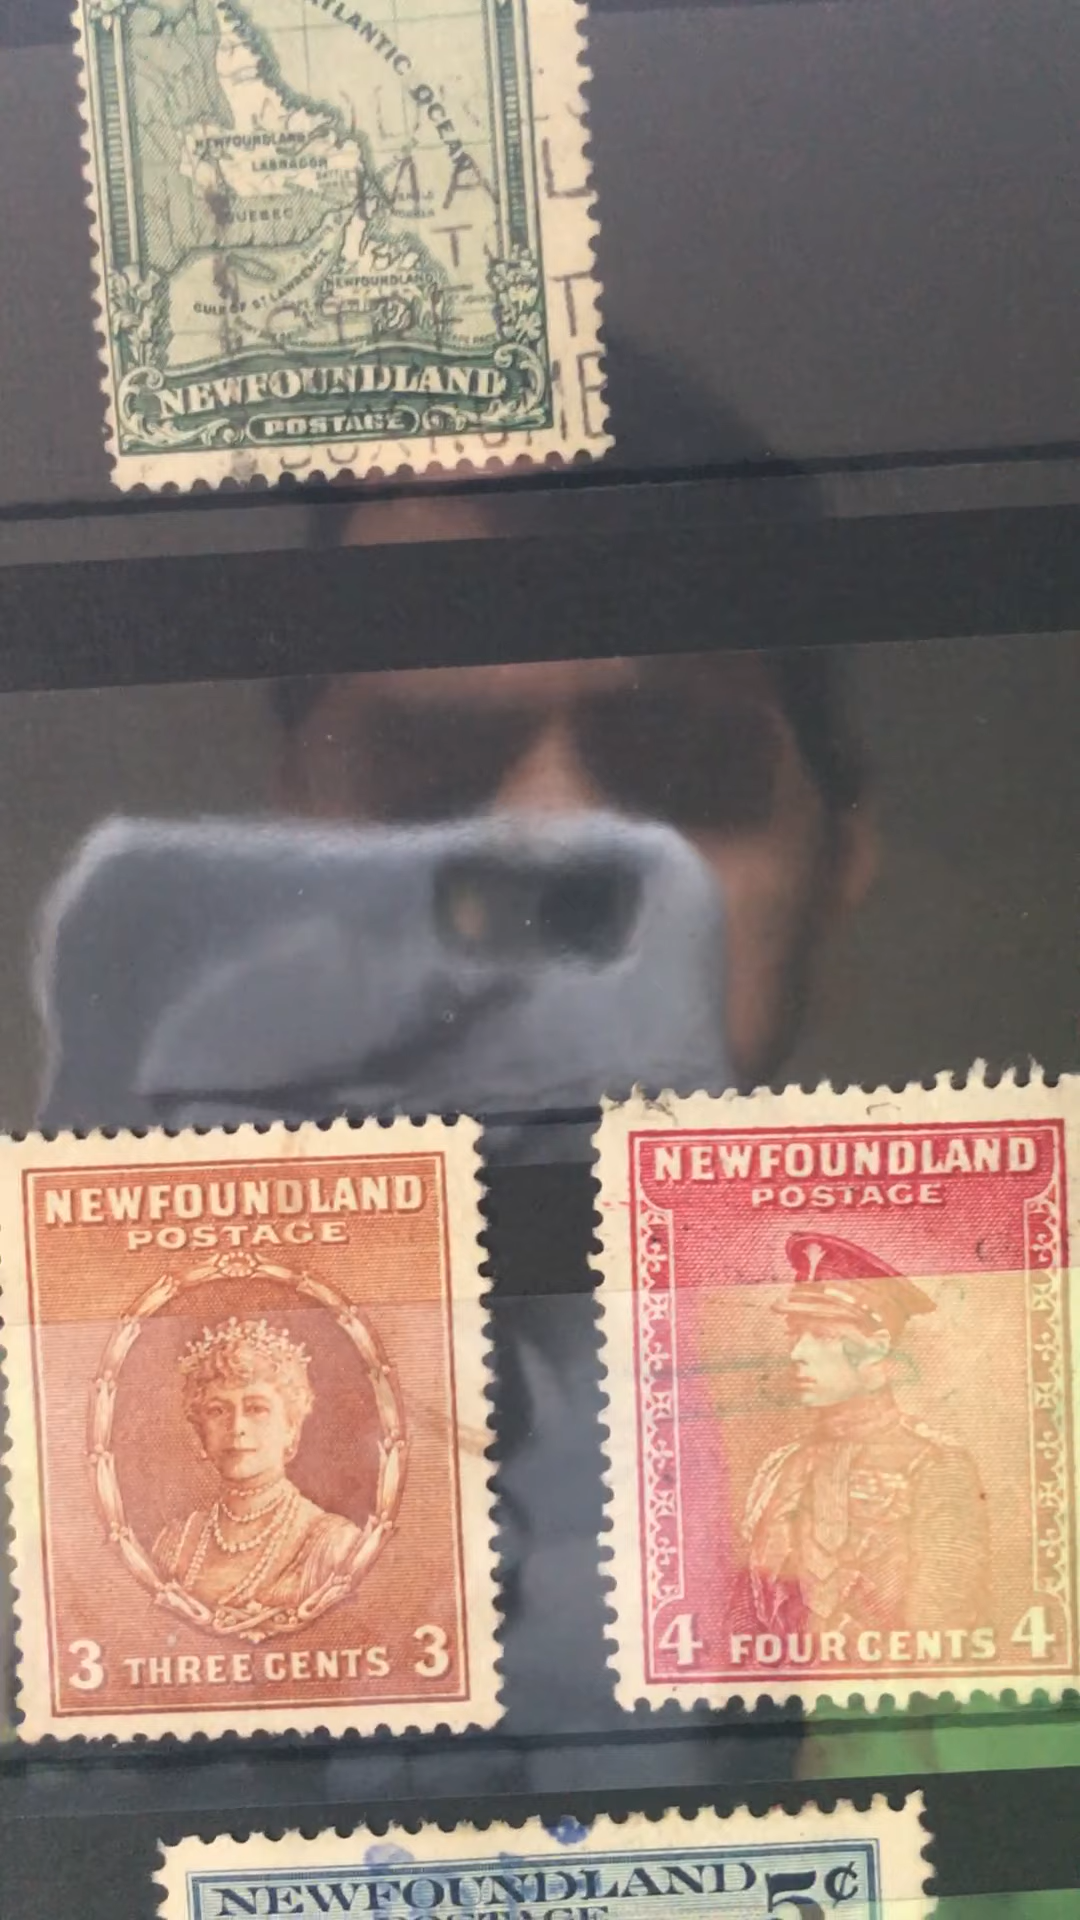 ATLANTIC OCEAN
NEWFOUNDLAND
LABRADOR
QUEBEC
GULF OF ST LAWRENCE
NEWFOUNDLAND
NEWFOUNDLAND
POSTAGE
NEWFOUNDLAND
POSTAGE
3 THREE CENTS 3
NEWFOUNDLAND
POSTAGE
4 FOUR CENTS 4
NEWFOUNDLAND 5¢
POSTAGE